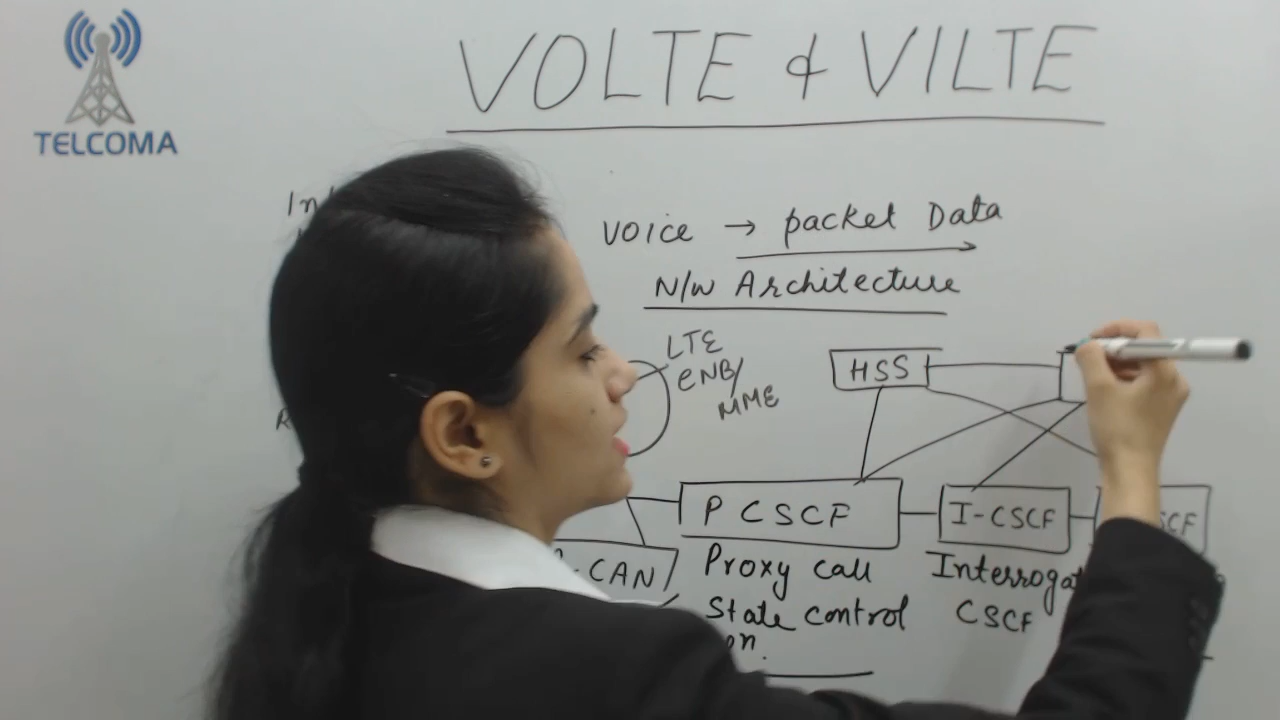 TELCOMA
VOLTE & VILTE
voice → packet Data
N/W Architecture
LTE
eNB/
MME
HSS
P CSCF
I-CSCF
CAN
Proxy call
State control
Interrogat
CSCF